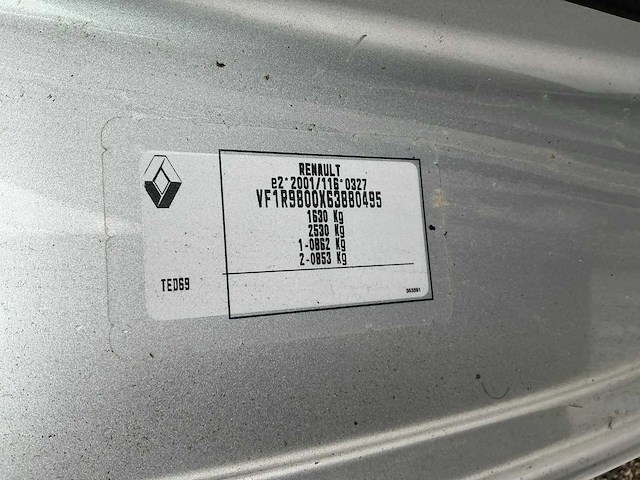 RENAULT
e2*2001/116*0327
VF1R9800X63880495
1630 Kg
2530 Kg
1-0862 Kg
2-0853 Kg
TED69